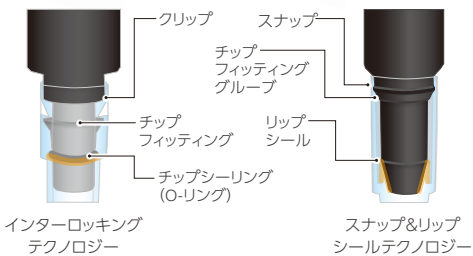 クリップ
チップ
フィッティング
チップシーリング
（O-リング）
インターロッキング
テクノロジー
スナップ
チップ
フィッティング
グルーブ
リップ
シール
スナップ&リップ
シールテクノロジー